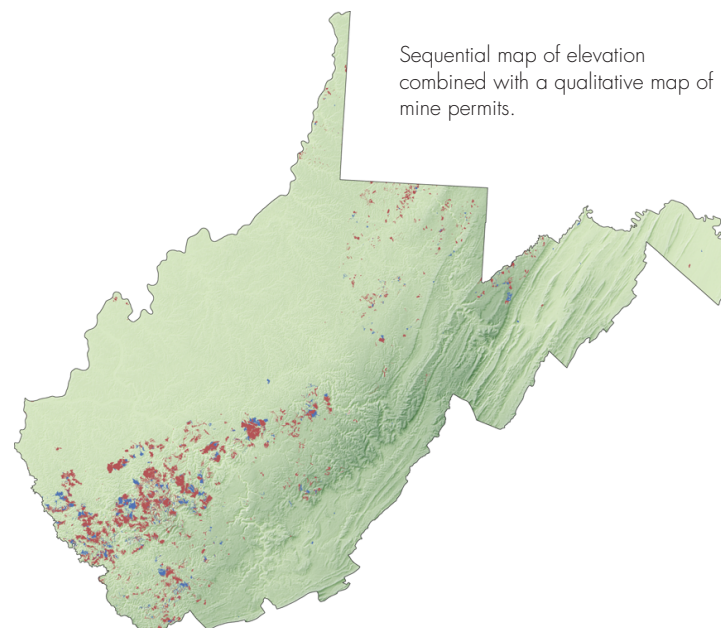 Sequential map of elevation
combined with a qualitative map of
mine permits.